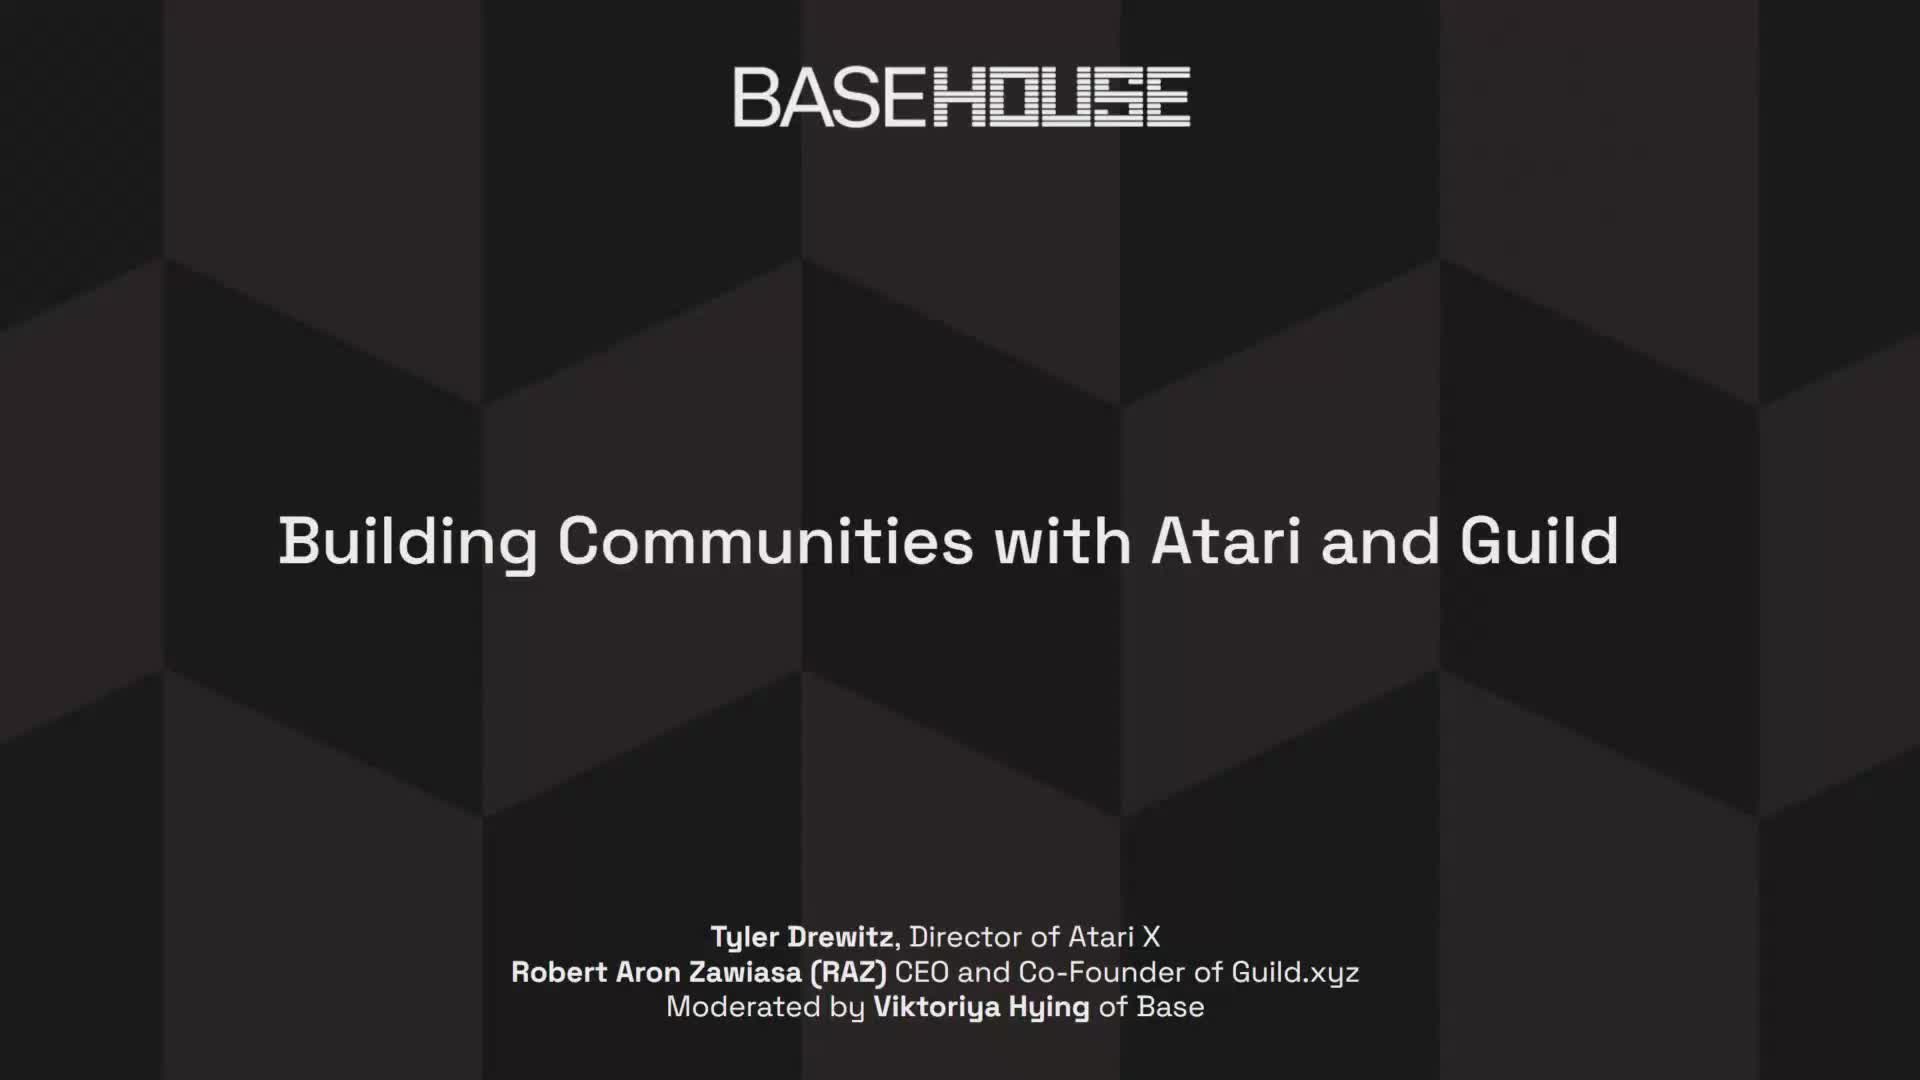 BASEHOUSE
Building Communities with Atari and Guild
Tyler Drewitz, Director of Atari X
Robert Aron Zawiasa (RAZ) CEO and Co-Founder of Guild.xyz
Moderated by Viktoriya Hying of Base